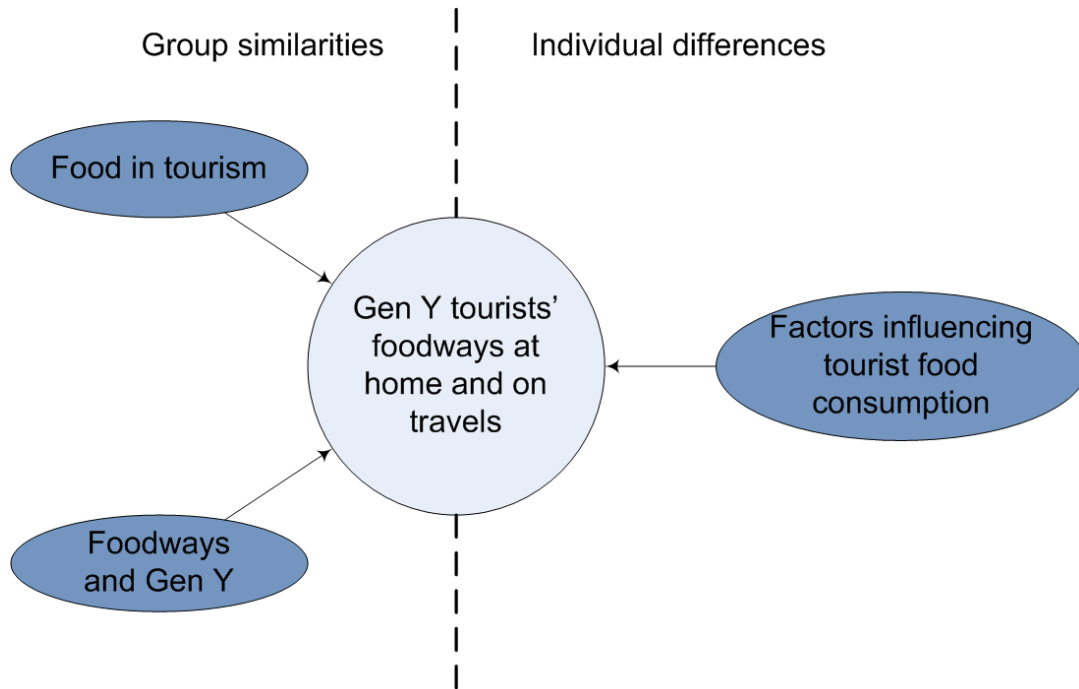 Group similarities
Individual differences
Food in tourism
Gen Y tourists’
foodways at
home and on
travels
Factors influencing
tourist food
consumption
Foodways
and Gen Y